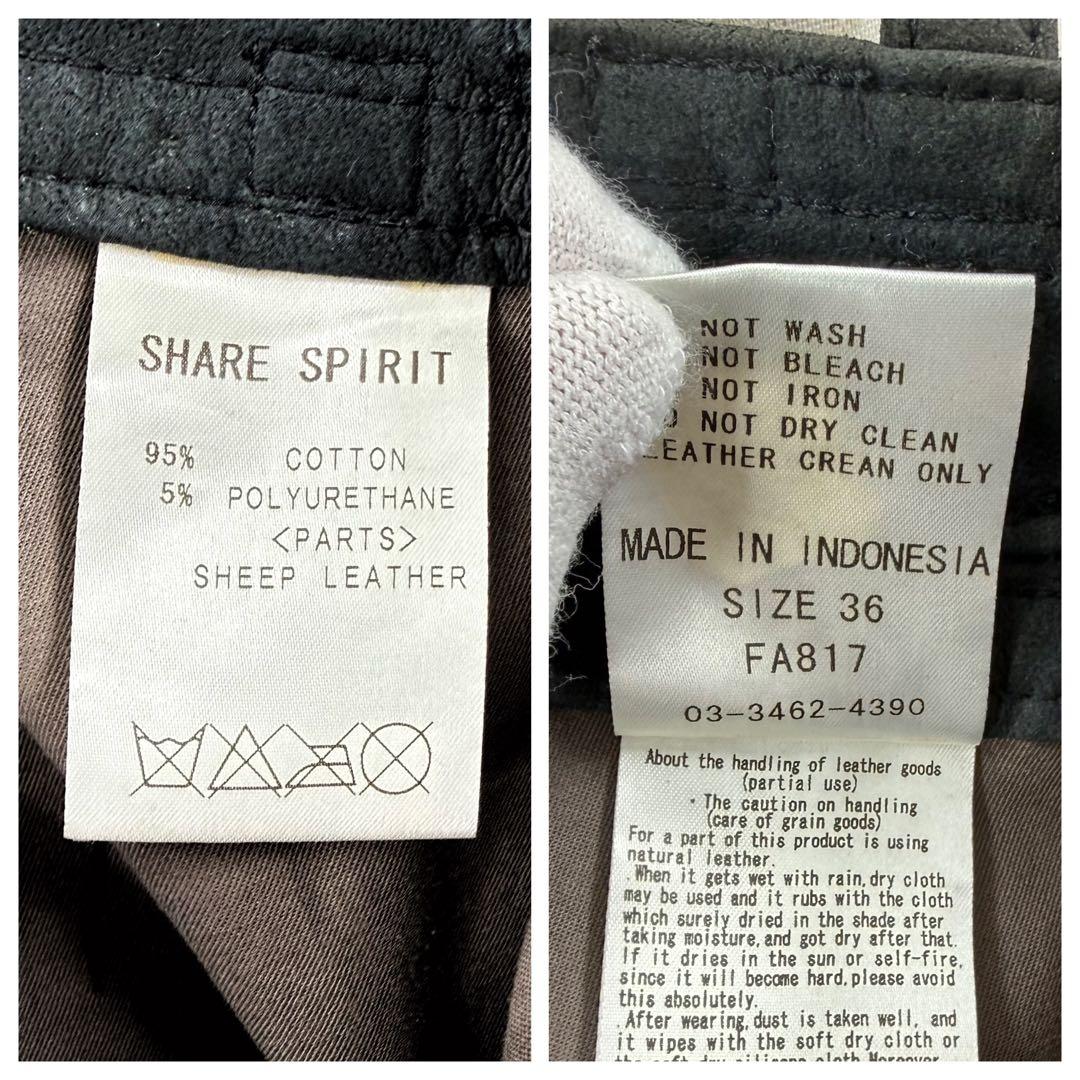 SHARE SPIRIT
95% COTTON
5% POLYURETHANE
<PARTS>
SHEEP LEATHER
NOT WASH
NOT BLEACH
NOT IRON
NOT DRY CLEAN
LEATHER CREAN ONLY
MADE IN INDONESIA
SIZE 36
FA817
03-3462-4390
About the handling of leather goods
(partial use)
・The caution on handling
(care of grain goods)
For a part of this product is using
natural leather.
.When it gets wet with rain,dry cloth
may be used and it rubs with the cloth
which surely dried in the shade after
taking moisture,and got dry after that.
If it dries in the sun or self-fire,
since it will become hard,please avoid
this absolutely.
.After wearing,dust is taken well, and
it wipes with the soft dry cloth or